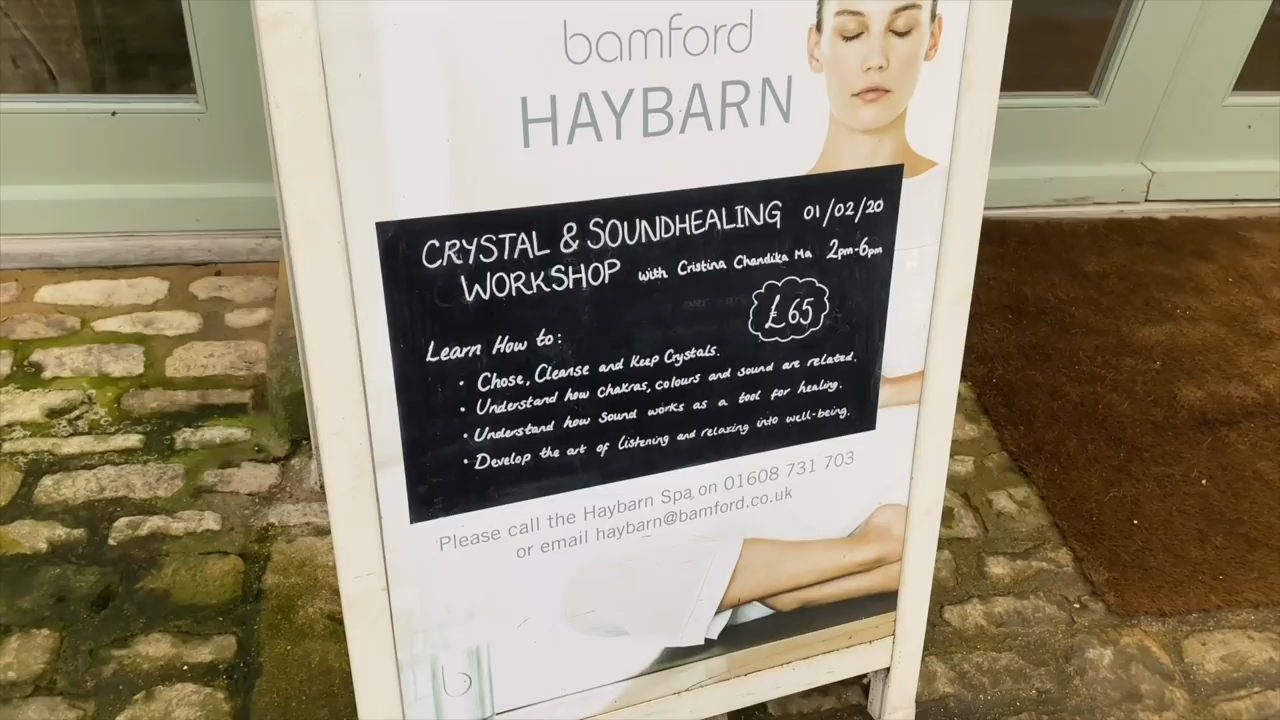 bamford
HAYBARN
CRYSTAL & SOUNDHEALING 01/02/20
WORKSHOP with Cristina Chandika Ma 2pm-6pm
£65
Learn How to:
• Chose, Cleanse and Keep Crystals.
• Understand how Chakras, colours and sound are related.
• Understand how sound works as a tool for healing.
• Develop the art of listening and relaxing into well-being.
Please call the Haybarn Spa on 01608 731 703
or email haybarn@bamford.co.uk
b